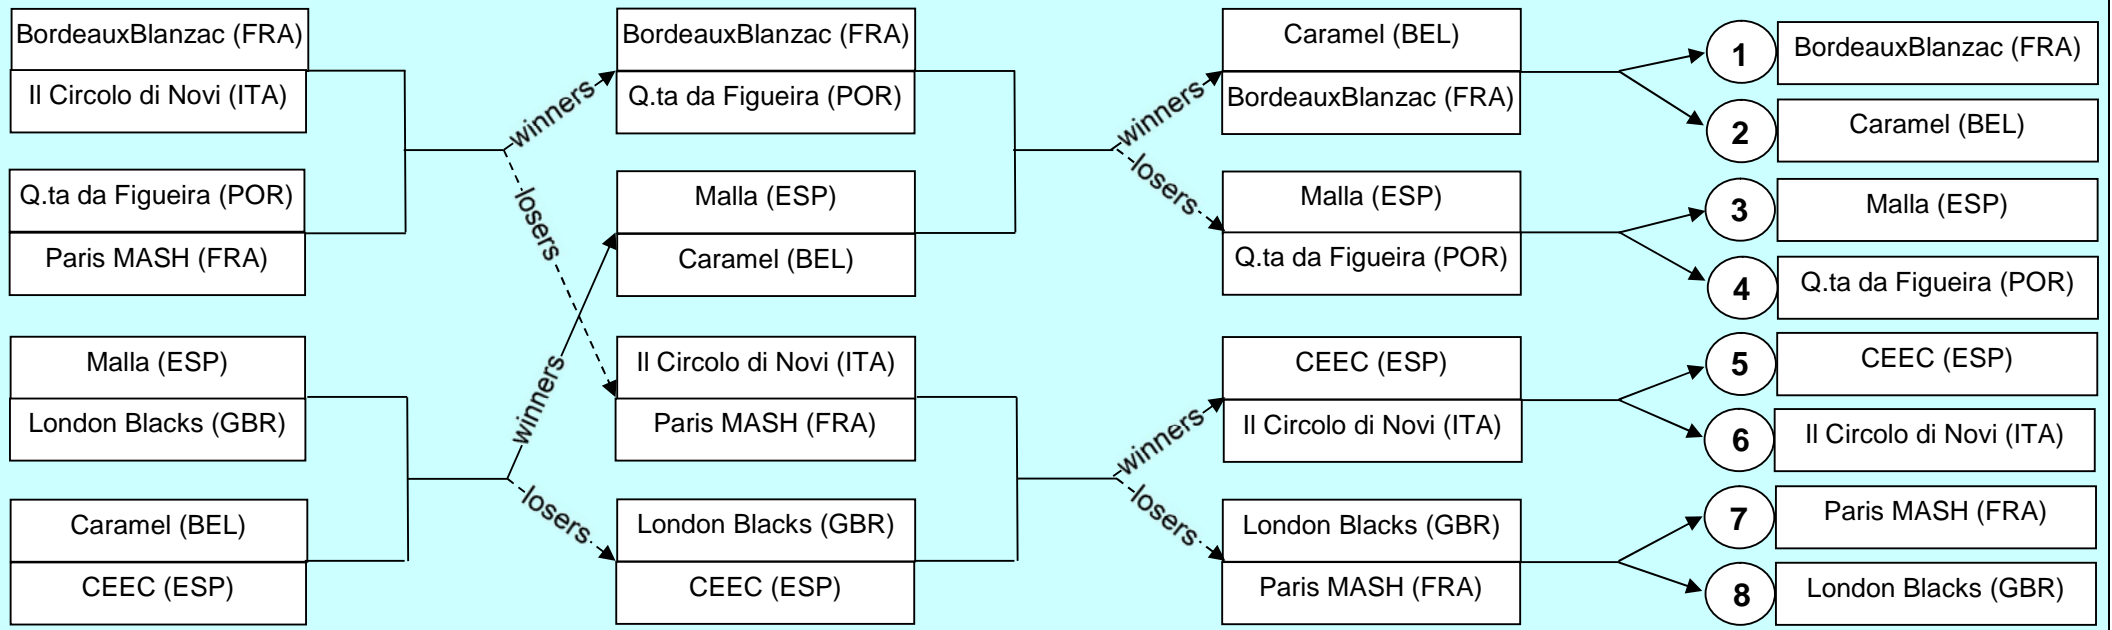 BordeauxBlanzac (FRA)
Il Circolo di Novi (ITA)
Q.ta da Figueira (POR)
Paris MASH (FRA)
Malla (ESP)
London Blacks (GBR)
Caramel (BEL)
CEEC (ESP)
winners
losers
winners
losers
BordeauxBlanzac (FRA)
Q.ta da Figueira (POR)
Malla (ESP)
Caramel (BEL)
Il Circolo di Novi (ITA)
Paris MASH (FRA)
London Blacks (GBR)
CEEC (ESP)
winners
losers
winners
losers
Caramel (BEL)
BordeauxBlanzac (FRA)
Malla (ESP)
Q.ta da Figueira (POR)
CEEC (ESP)
Il Circolo di Novi (ITA)
London Blacks (GBR)
Paris MASH (FRA)
1 BordeauxBlanzac (FRA)
2 Caramel (BEL)
3 Malla (ESP)
4 Q.ta da Figueira (POR)
5 CEEC (ESP)
6 Il Circolo di Novi (ITA)
7 Paris MASH (FRA)
8 London Blacks (GBR)